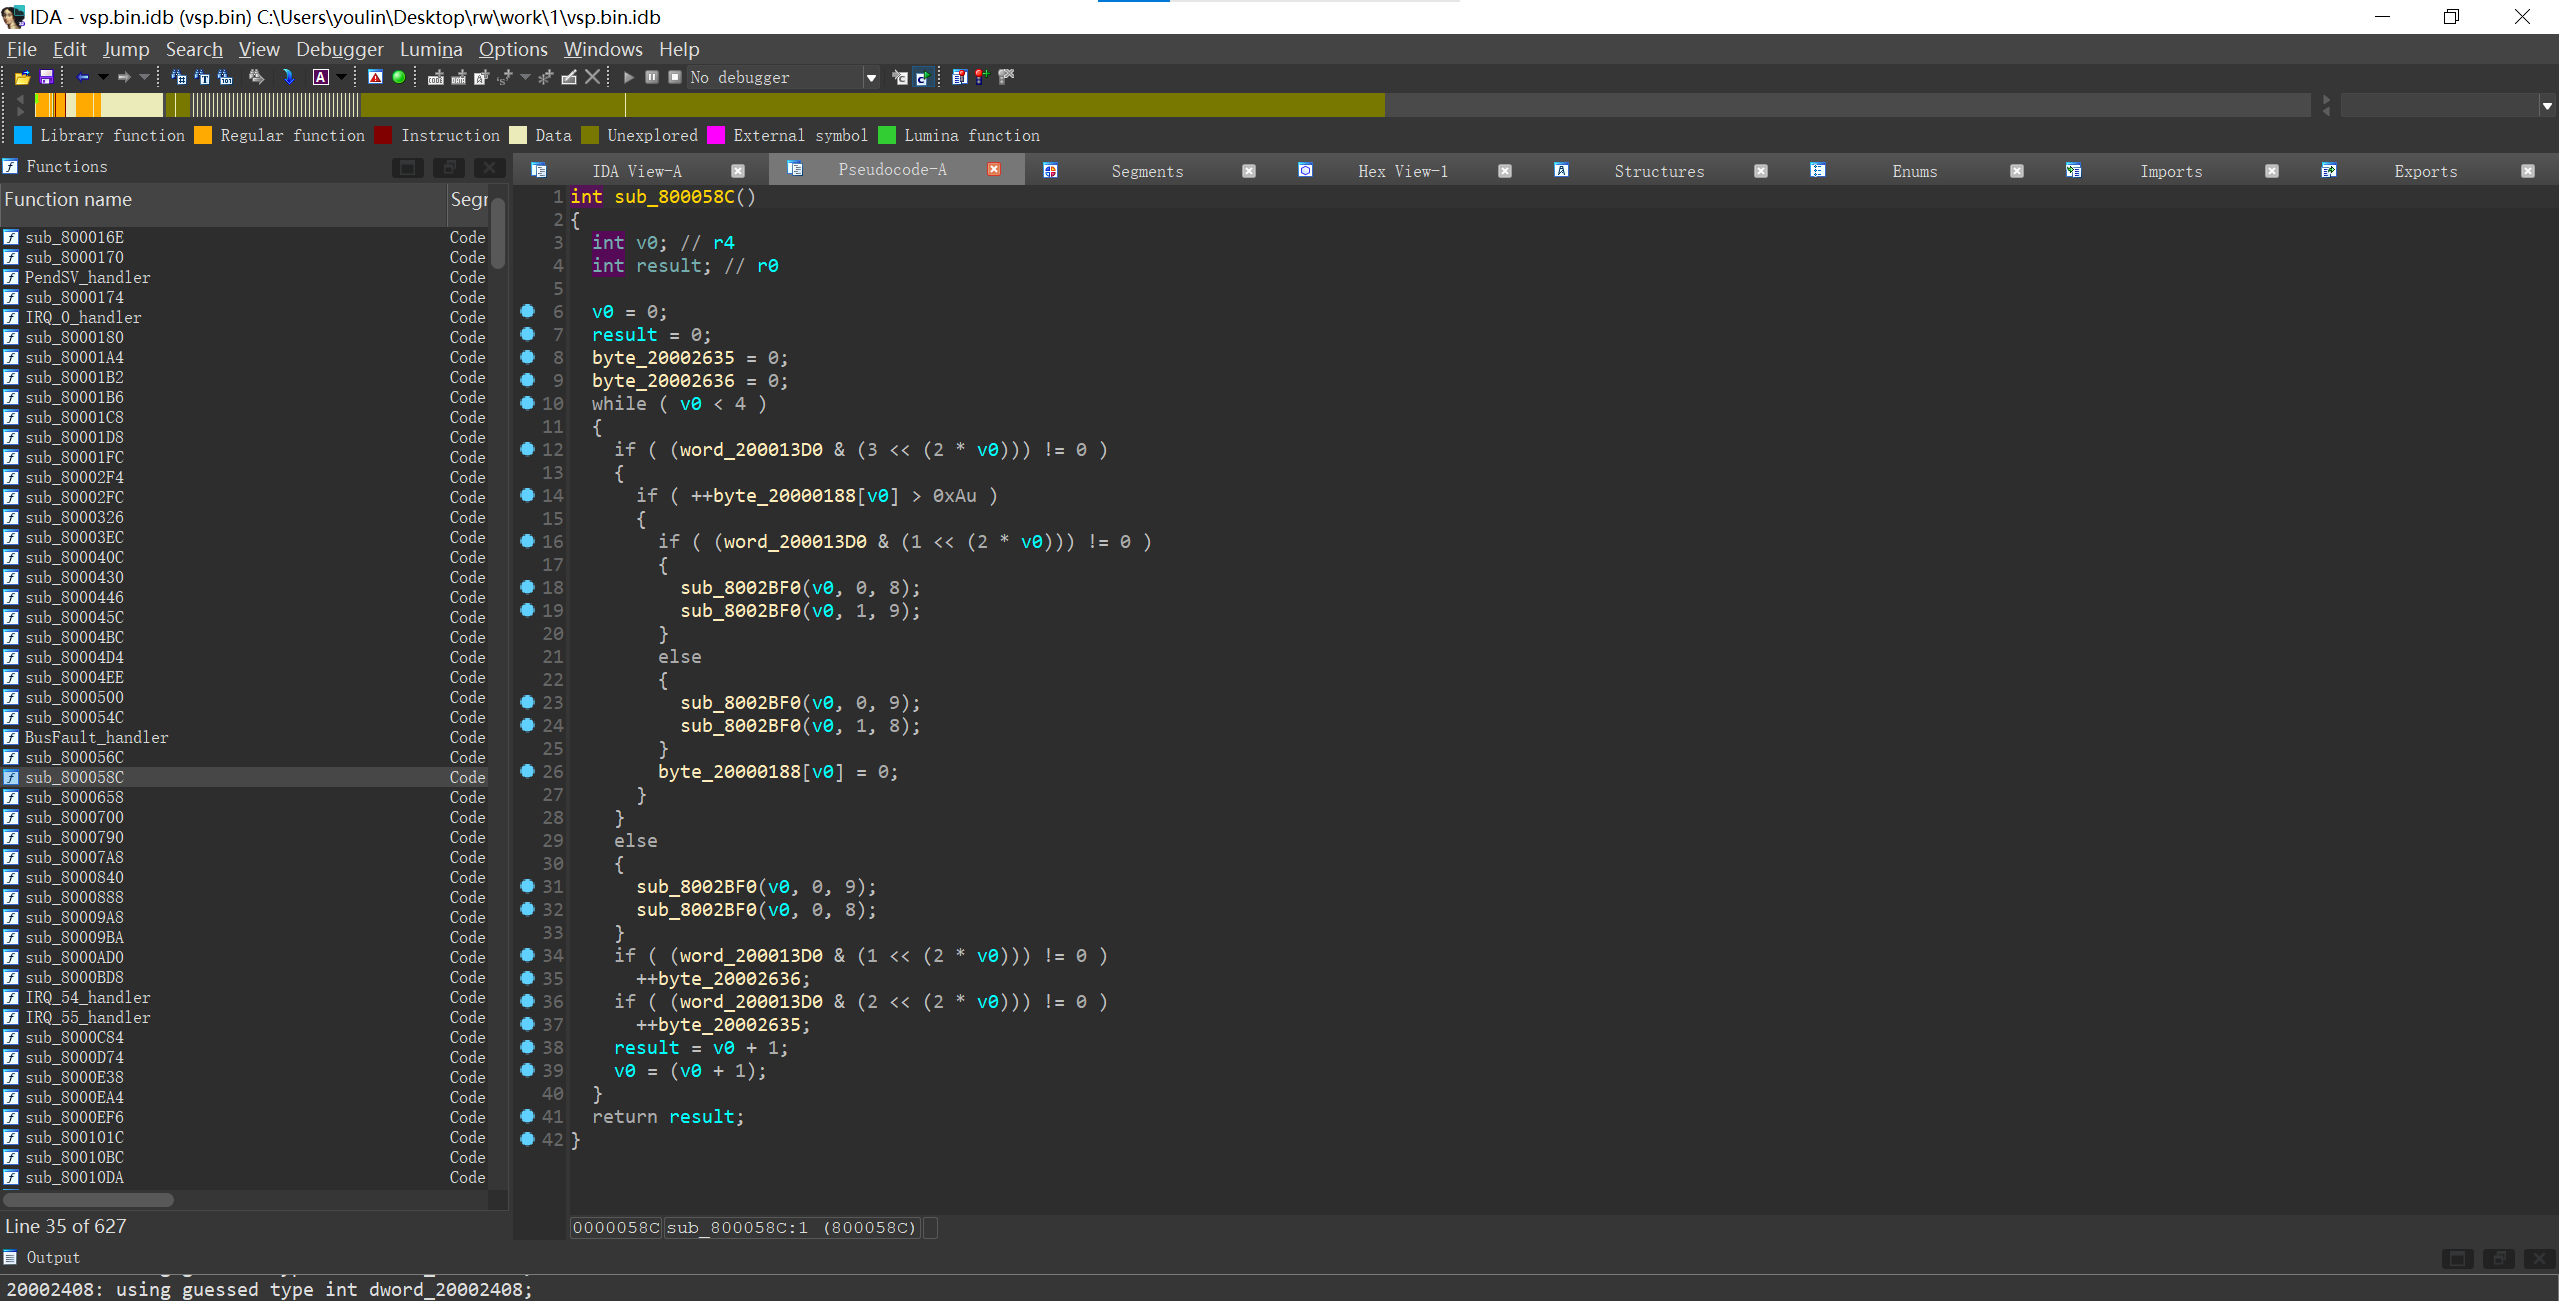 IDA - vsp.bin.idb (vsp.bin) C:\Users\youlin\Desktop\rw\work\1\vsp.bin.idb
File Edit Jump Search View Debugger Lumina Options Windows Help
No debugger
Library function Regular function Instruction Data Unexplored External symbol Lumina function
Functions
Function name Segr
sub_800016E Code
sub_8000170 Code
PendSV_handler Code
sub_8000174 Code
IRQ_0_handler Code
sub_8000180 Code
sub_80001A4 Code
sub_80001B2 Code
sub_80001B6 Code
sub_80001C8 Code
sub_80001D8 Code
sub_80001FC Code
sub_80002F4 Code
sub_80002FC Code
sub_8000326 Code
sub_80003EC Code
sub_800040C Code
sub_8000430 Code
sub_8000446 Code
sub_800045C Code
sub_80004BC Code
sub_80004D4 Code
sub_80004EE Code
sub_8000500 Code
sub_800054C Code
BusFault_handler Code
sub_800056C Code
sub_800058C Code
sub_8000658 Code
sub_8000700 Code
sub_8000790 Code
sub_80007A8 Code
sub_8000840 Code
sub_8000888 Code
sub_80009A8 Code
sub_80009BA Code
sub_8000AD0 Code
sub_8000BD8 Code
IRQ_54_handler Code
IRQ_55_handler Code
sub_8000C84 Code
sub_8000D74 Code
sub_8000E38 Code
sub_8000EA4 Code
sub_8000EF6 Code
sub_800101C Code
sub_80010BC Code
sub_80010DA Code
Line 35 of 627
IDA View-A Pseudocode-A Segments Hex View-1 Structures Enums Imports Exports
1 int sub_800058C()
2 {
3 int v0; // r4
4 int result; // r0
5
6 v0 = 0;
7 result = 0;
8 byte_20002635 = 0;
9 byte_20002636 = 0;
10 while ( v0 < 4 )
11 {
12 if ( (word_200013D0 & (3 << (2 * v0))) != 0 )
13 {
14 if ( ++byte_20000188[v0] > 0xAu )
15 {
16 if ( (word_200013D0 & (1 << (2 * v0))) != 0 )
17 {
18 sub_8002BF0(v0, 0, 8);
19 sub_8002BF0(v0, 1, 9);
20 }
21 else
22 {
23 sub_8002BF0(v0, 0, 9);
24 sub_8002BF0(v0, 1, 8);
25 }
26 byte_20000188[v0] = 0;
27 }
28 }
29 else
30 {
31 sub_8002BF0(v0, 0, 9);
32 sub_8002BF0(v0, 0, 8);
33 }
34 if ( (word_200013D0 & (1 << (2 * v0))) != 0 )
35 ++byte_20002636;
36 if ( (word_200013D0 & (2 << (2 * v0))) != 0 )
37 ++byte_20002635;
38 result = v0 + 1;
39 v0 = (v0 + 1);
40 }
41 return result;
42 }
0000058C sub_800058C:1 (800058C)
Output
20002408: using guessed type int dword_20002408;